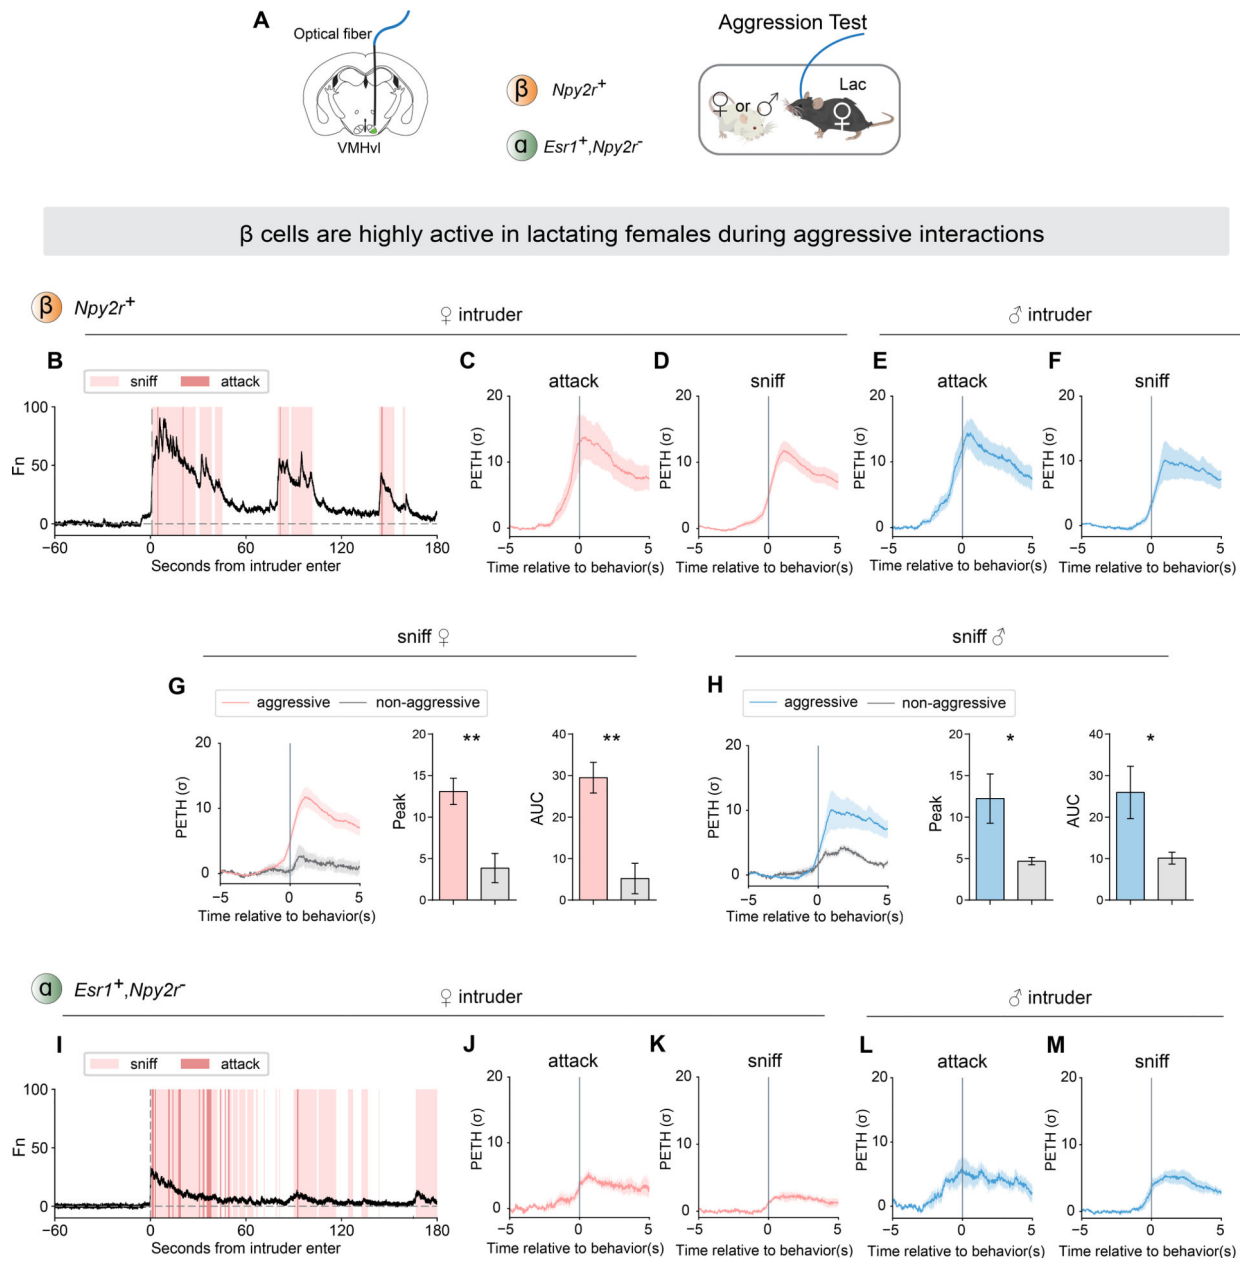 A
Optical fiber
VMHvl
β Npy2r+
α Esr1+,Npy2r-
Aggression Test
♀ or ♂
Lac
♀
β cells are highly active in lactating females during aggressive interactions
β Npy2r+
♀ intruder
♂ intruder
B
sniff attack
100
50
0
Fn
−60 0 60 120 180
Seconds from intruder enter
C
attack
20
10
0
PETH (σ)
−5 0 5
Time relative to behavior(s)
D
sniff
20
10
0
PETH (σ)
−5 0 5
Time relative to behavior(s)
E
attack
20
10
0
PETH (σ)
−5 0 5
Time relative to behavior(s)
F
sniff
20
10
0
PETH (σ)
−5 0 5
Time relative to behavior(s)
sniff ♀
G
aggressive non-aggressive
20
10
0
PETH (σ)
−5 0 5
Time relative to behavior(s)
20
15
10
5
0
Peak
**
40
30
20
10
0
AUC
**
sniff ♂
H
aggressive non-aggressive
20
10
0
PETH (σ)
−5 0 5
Time relative to behavior(s)
20
15
10
5
0
Peak
*
40
30
20
10
0
AUC
*
α Esr1+,Npy2r-
♀ intruder
♂ intruder
I
sniff attack
100
50
0
Fn
−60 0 60 120 180
Seconds from intruder enter
J
attack
20
10
0
PETH (σ)
−5 0 5
Time relative to behavior(s)
K
sniff
20
10
0
PETH (σ)
−5 0 5
Time relative to behavior(s)
L
attack
20
10
0
PETH (σ)
−5 0 5
Time relative to behavior(s)
M
sniff
20
10
0
PETH (σ)
−5 0 5
Time relative to behavior(s)